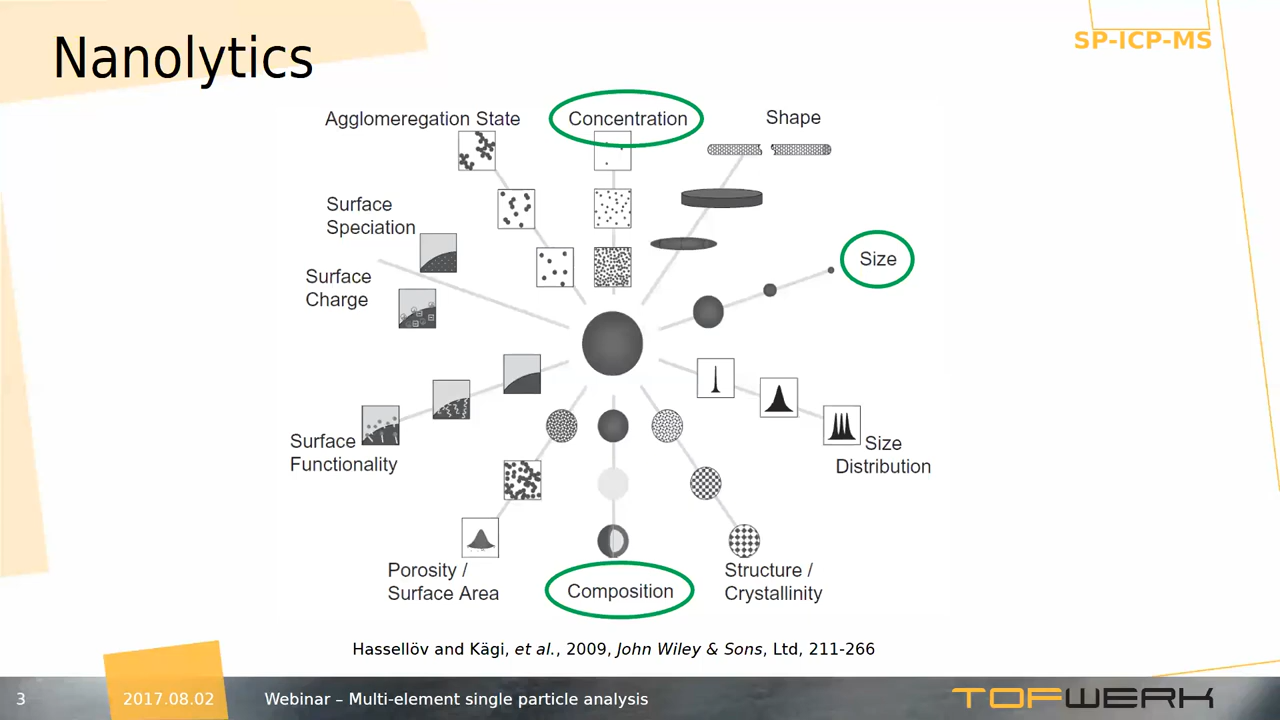 Nanolytics
SP-ICP-MS
Agglomeregation State
Concentration
Shape
Surface
Speciation
Size
Surface
Charge
Surface
Functionality
Size
Distribution
Porosity /
Surface Area
Composition
Structure /
Crystallinity
Hassellöv and Kägi, et al., 2009, John Wiley & Sons, Ltd, 211-266
3
2017.08.02
Webinar – Multi-element single particle analysis
TOFWERK